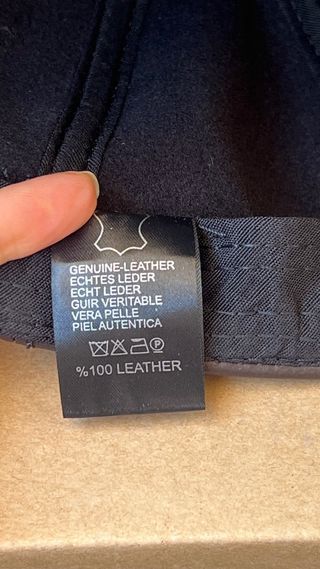 GENUINE-LEATHER
ECHTES LEDER
ECHT LEDER
GUIR VERITABLE
VERA PELLE
PIEL AUTENTICA
%100 LEATHER